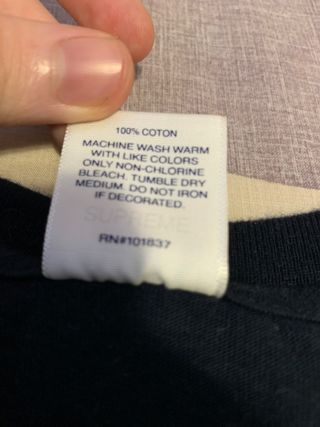 100% COTON
MACHINE WASH WARM
WITH LIKE COLORS
ONLY NON-CHLORINE
BLEACH. TUMBLE DRY
MEDIUM. DO NOT IRON
IF DECORATED.
SUPREME
RN#101837